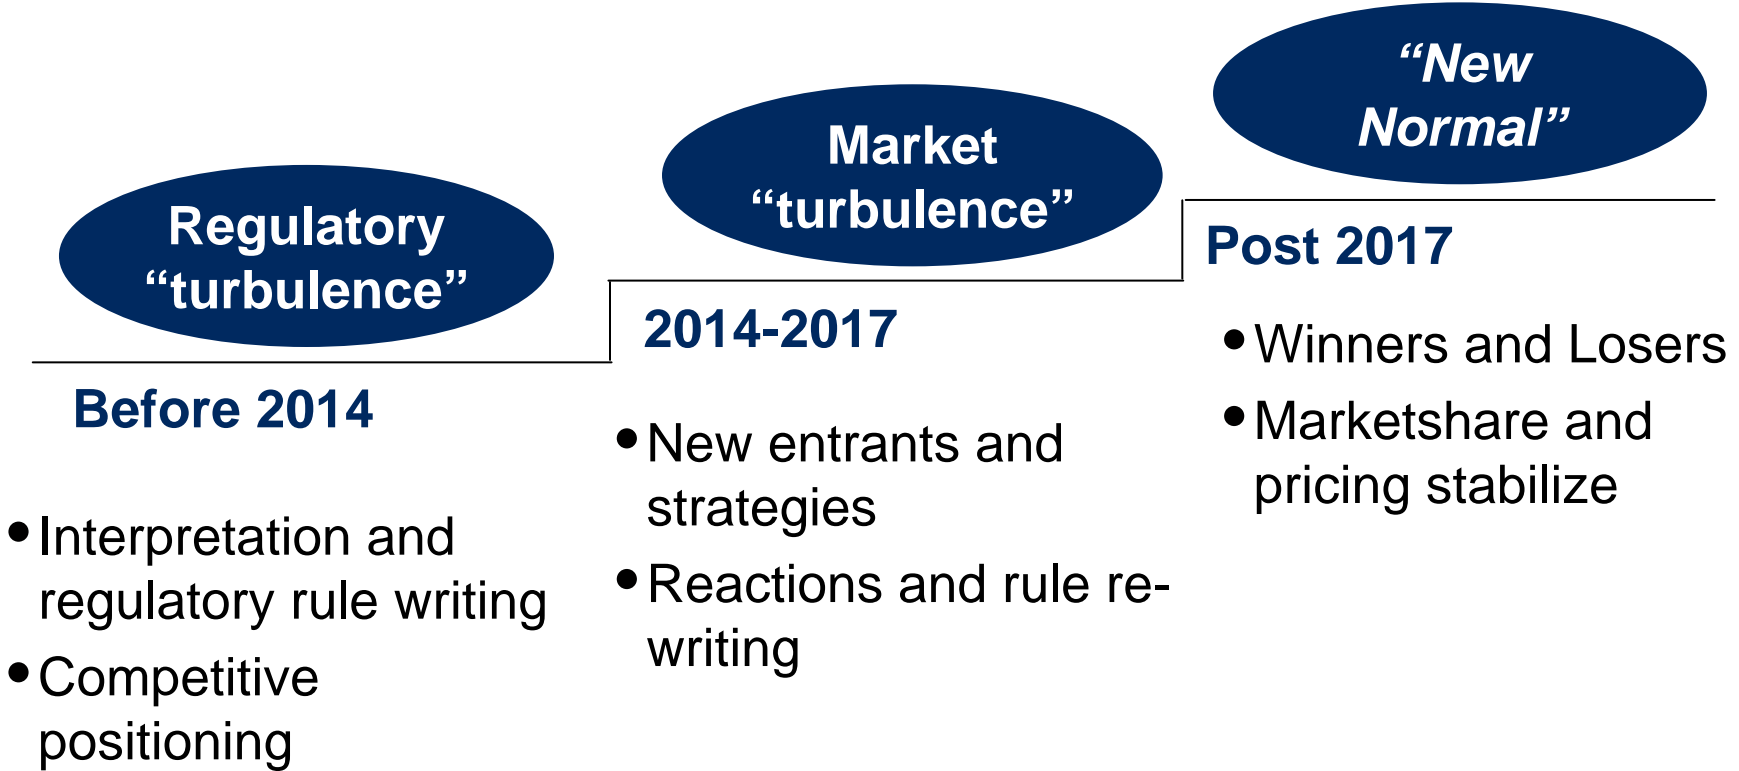 Regulatory
“turbulence”
Before 2014
•Interpretation and
regulatory rule writing
•Competitive
positioning
Market
“turbulence”
2014-2017
•New entrants and
strategies
•Reactions and rule re-
writing
“New
Normal”
Post 2017
•Winners and Losers
•Marketshare and
pricing stabilize